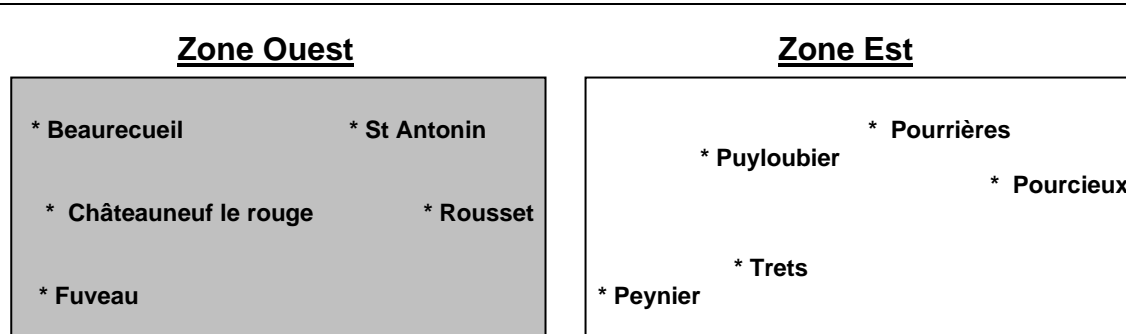 Zone Ouest
* Beaurecueil
* St Antonin
* Châteauneuf le rouge
* Rousset
* Fuveau
Zone Est
* Pourrières
* Puyloubier
* Pourcieux
* Trets
* Peynier